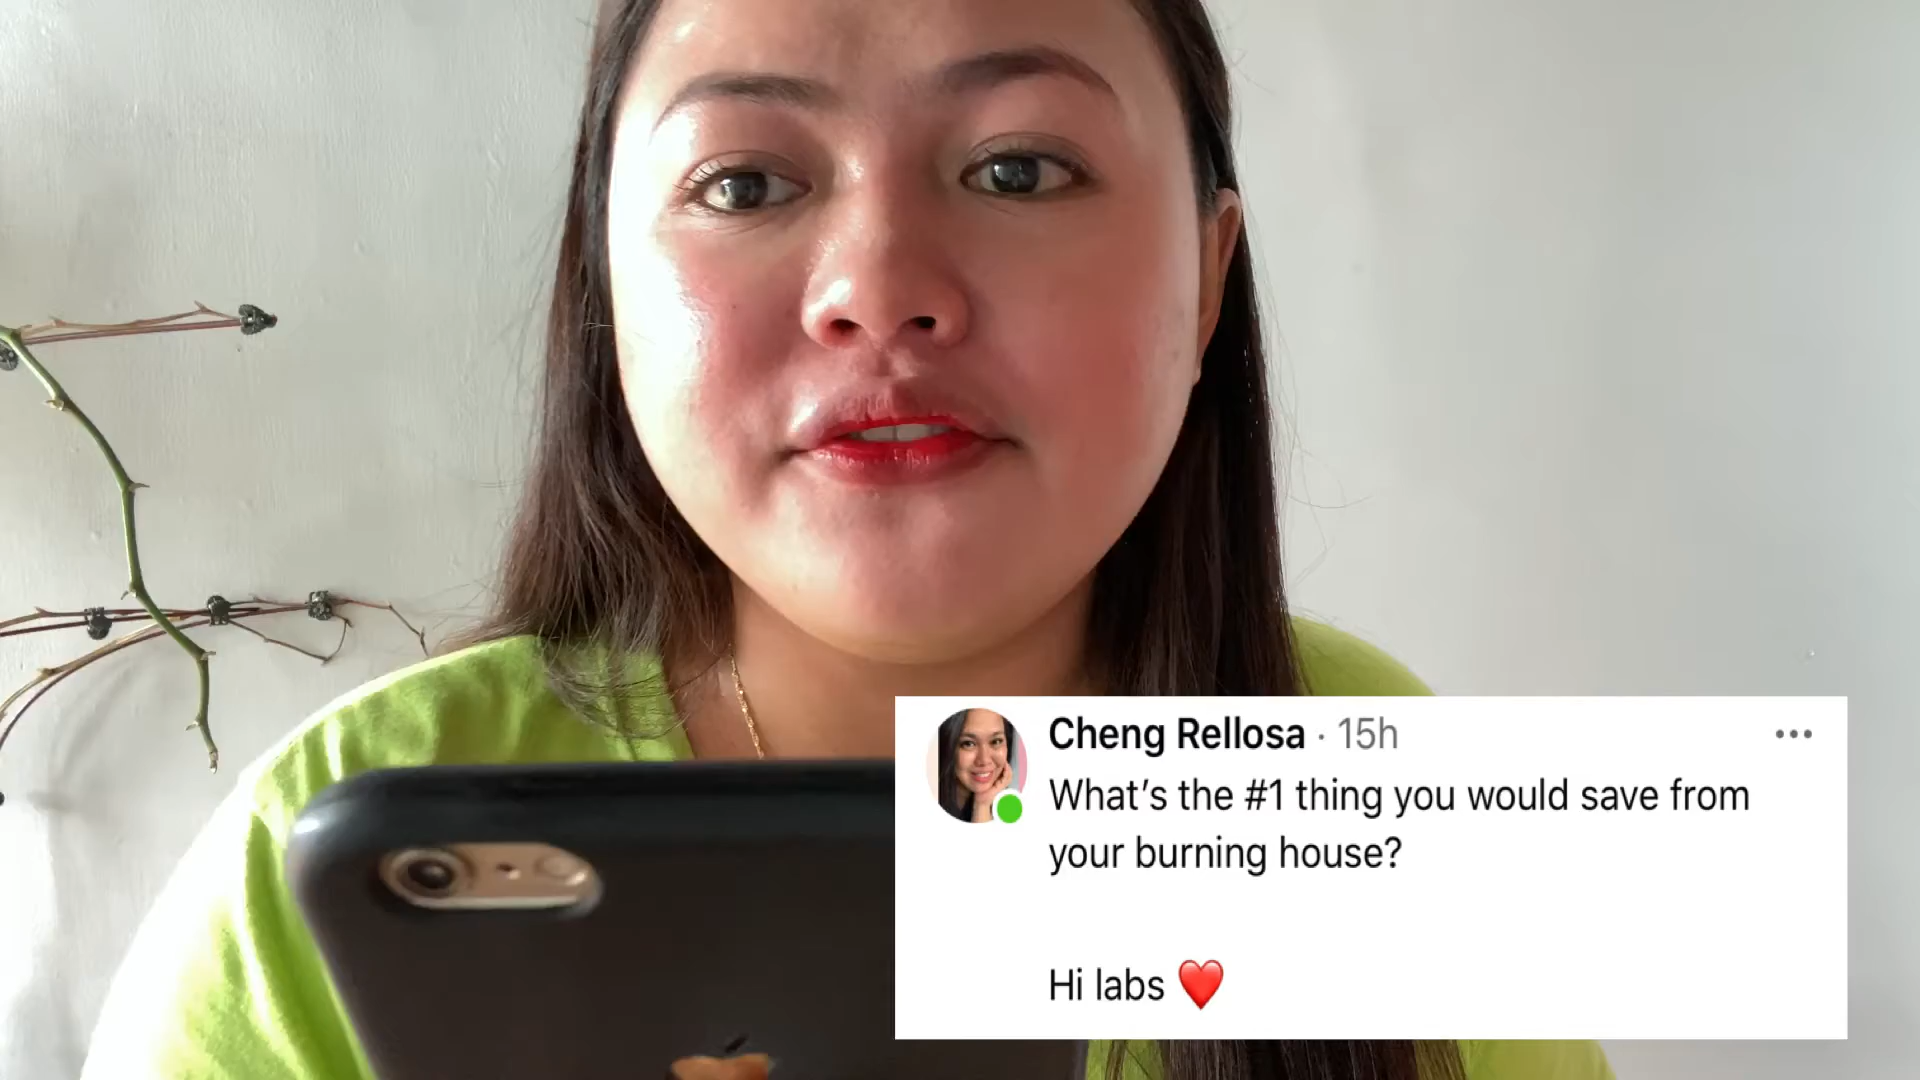 Cheng Rellosa · 15h
What's the #1 thing you would save from
your burning house?
Hi labs ❤️